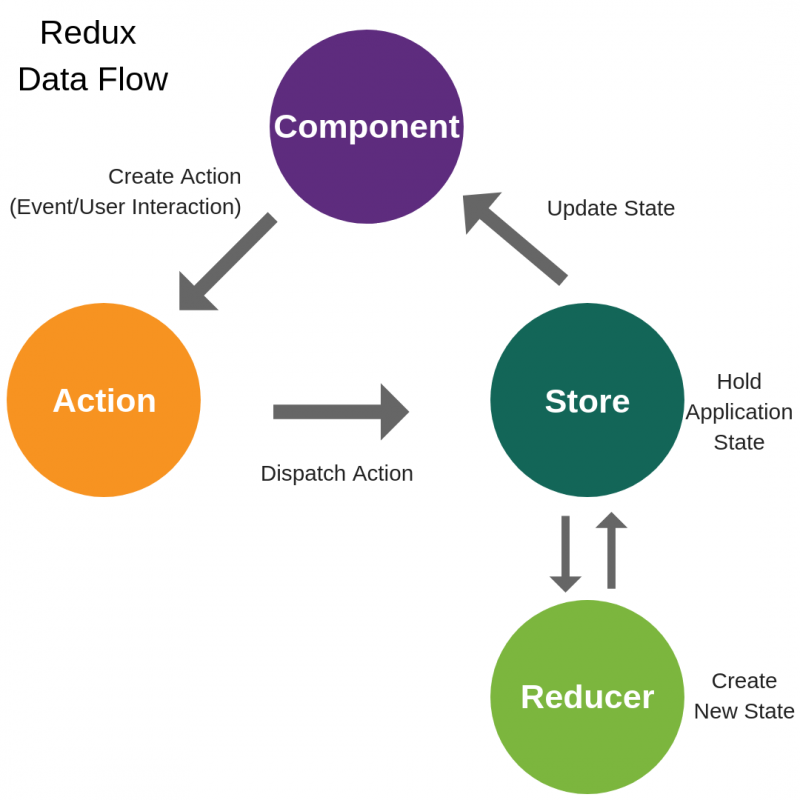 Redux
Data Flow
Component
Create Action
(Event/User Interaction)
Update State
Action
Dispatch Action
Store
Hold
Application
State
Reducer
Create
New State